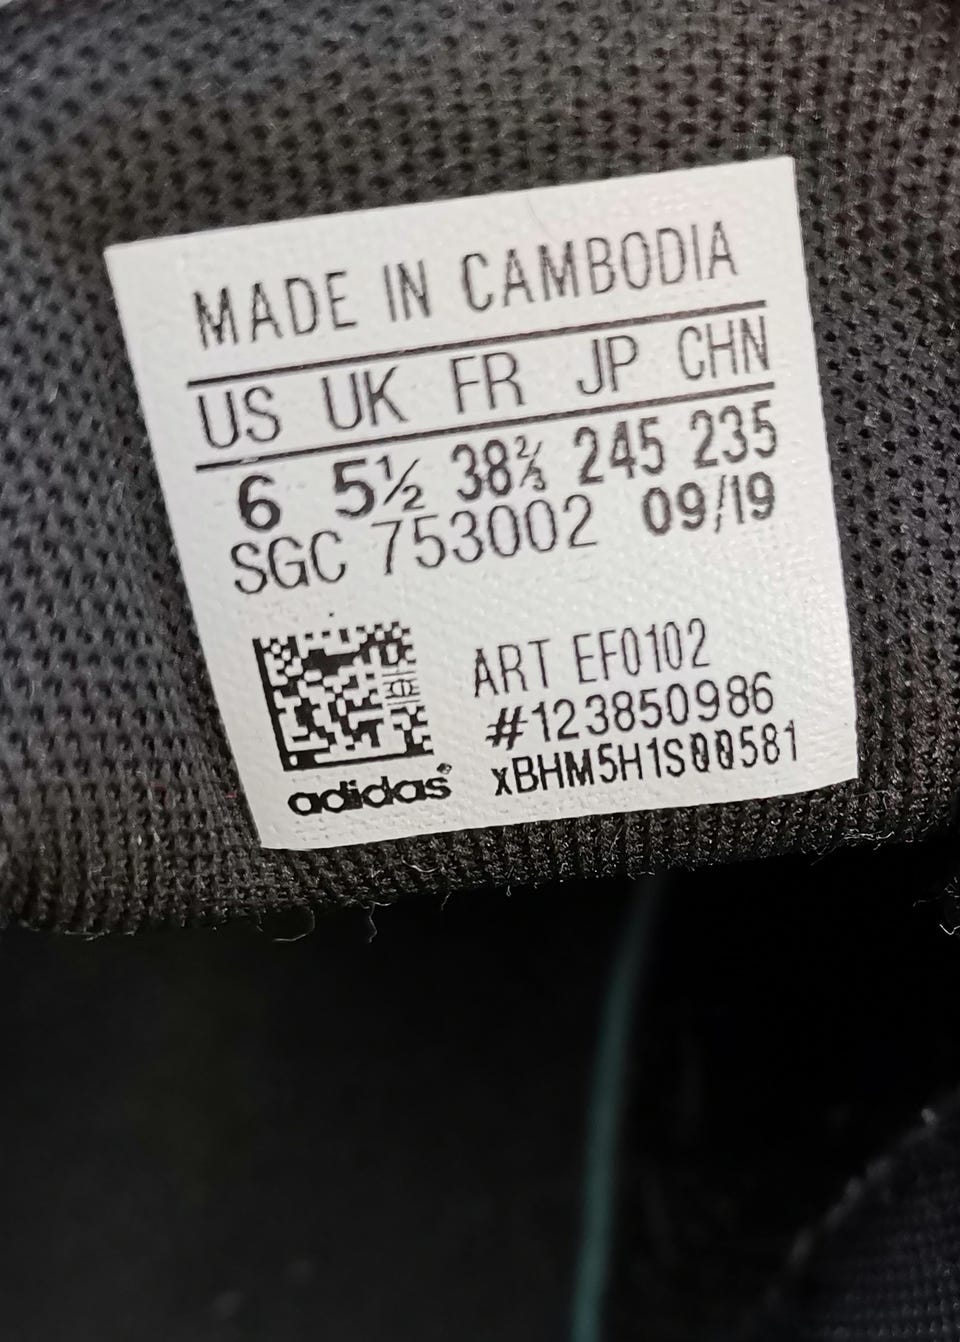 MADE IN CAMBODIA
US UK FR JP CHN
6 5½ 38⅔ 245 235
SGC 753002 09/19
ART EF0102
#123850986
xBHM5H1S00581
adidas®